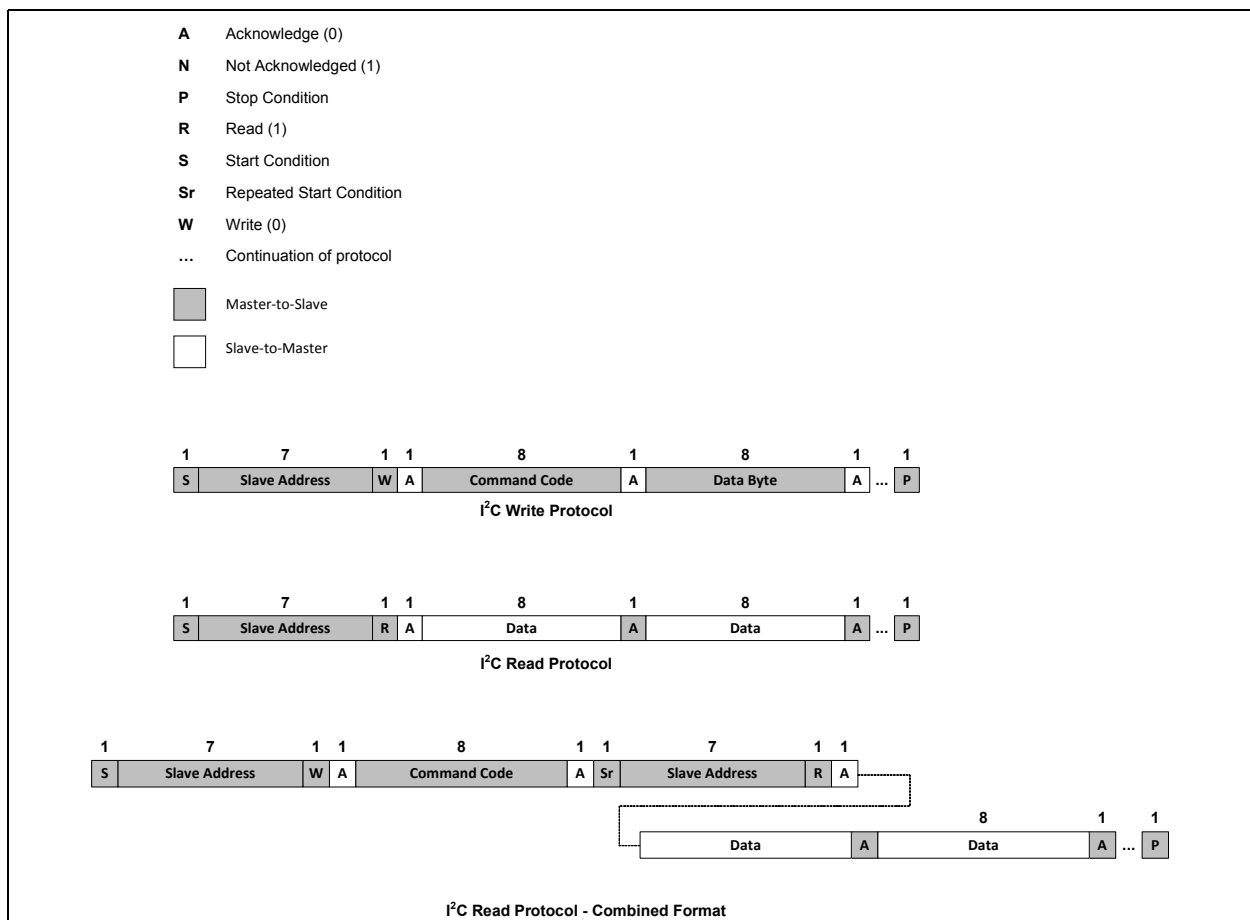 A Acknowledge (0)
N Not Acknowledged (1)
P Stop Condition
R Read (1)
S Start Condition
Sr Repeated Start Condition
W Write (0)
... Continuation of protocol
Master-to-Slave
Slave-to-Master
1 7 1 1 8 1 8 1 1
S Slave Address W A Command Code A Data Byte A ... P
I²C Write Protocol
1 7 1 1 8 1 8 1 1
S Slave Address R A Data A Data A ... P
I²C Read Protocol
1 7 1 1 8 1 1 7 1 1
S Slave Address W A Command Code A Sr Slave Address R A
8 1 1
Data A Data A ... P
I²C Read Protocol - Combined Format